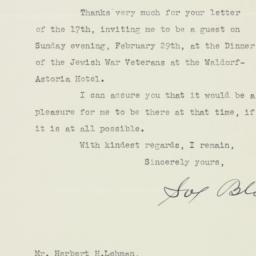 Thanks very much for your letter
of the 17th, inviting me to be a guest on
Sunday evening, February 29th, at the Dinner
of the Jewish War Veterans at the Waldorf-
Astoria Hotel.
I can assure you that it would be a
pleasure for me to be there at that time, if
it is at all possible.
With kindest regards, I remain,
Sincerely yours,
Sol
Mr. Herbert H.Lehman,